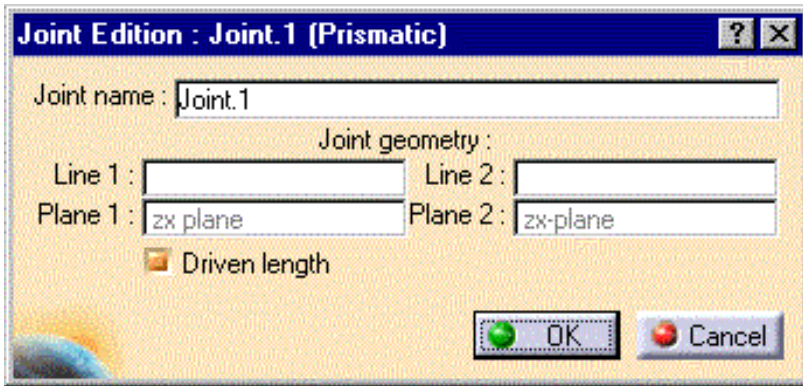 Joint Edition : Joint.1 (Prismatic)
Joint name : Joint.1
Joint geometry :
Line 1 : Line 2 :
Plane 1 : zx plane Plane 2 : zx-plane
Driven length
OK Cancel